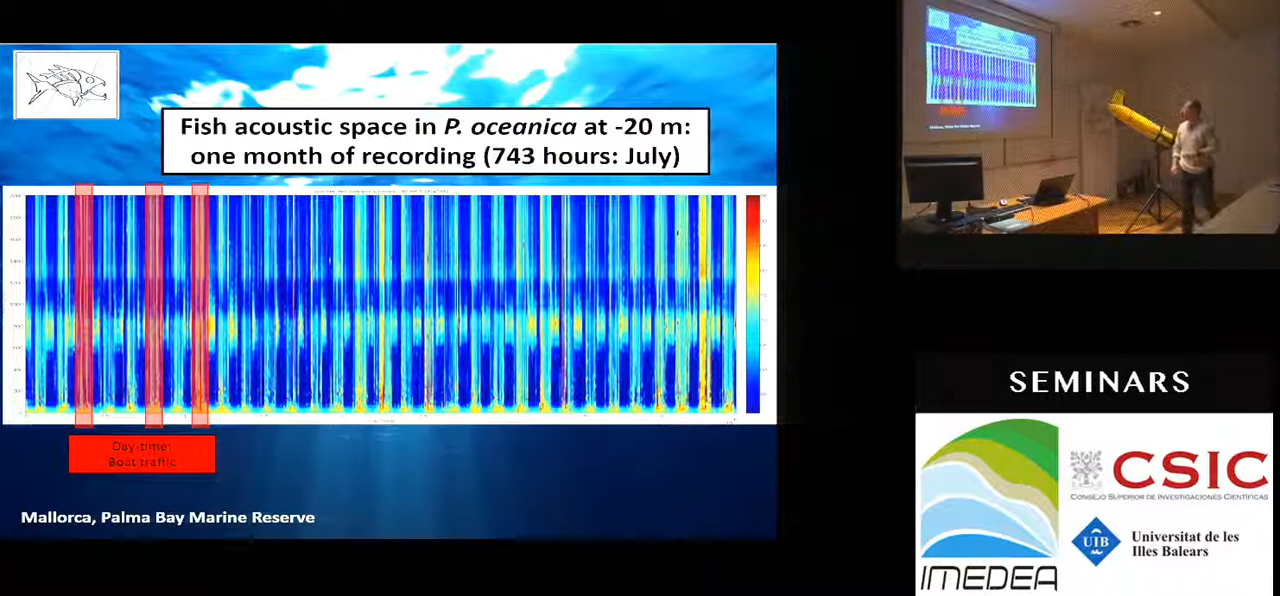 Fish acoustic space in P. oceanica at -20 m:
one month of recording (743 hours: July)
Day-time:
Boat traffic
Mallorca, Palma Bay Marine Reserve
SEMINARS
CSIC
CONSEJO SUPERIOR DE INVESTIGACIONES CIENTÍFICAS
UIB
Universitat de les
Illes Balears
IMEDEA